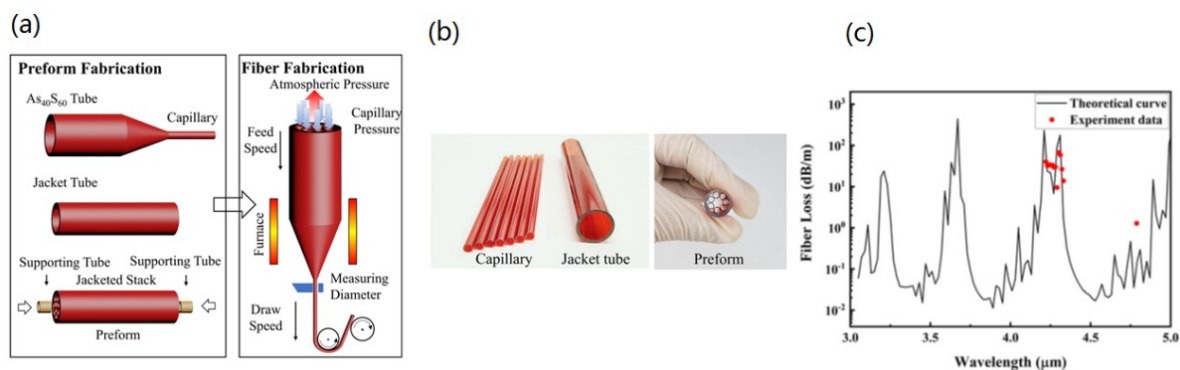 (a)
Preform Fabrication
As₄₀S₆₀ Tube
Capillary
Jacket Tube
Supporting Tube
Supporting Tube
Jacketed Stack
Preform
Fiber Fabrication
Atmospheric Pressure
Capillary
Pressure
Feed
Speed
Furnace
Measuring
Diameter
Draw
Speed
(b)
Capillary
Jacket tube
Preform
(c)
Theoretical curve
Experiment data
Fiber Loss (dB/m)
10³
10²
10¹
10⁰
10⁻¹
10⁻²
3.0
3.5
4.0
4.5
5.0
Wavelength (μm)